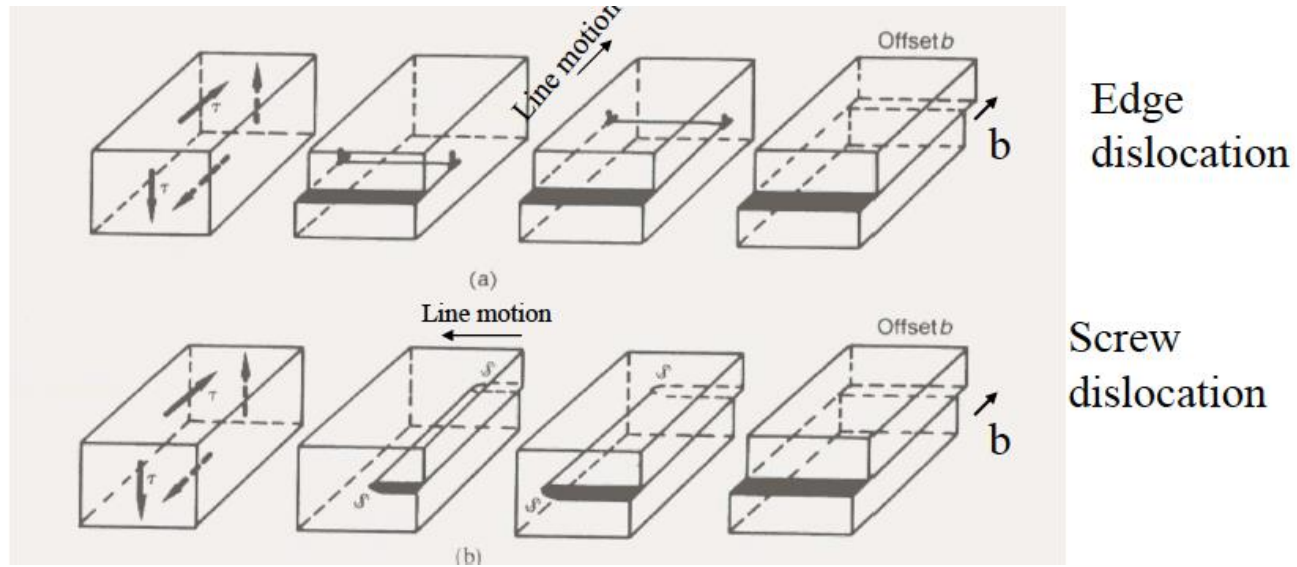 Line motion
Offset b
τ
τ
b
Edge
dislocation
(a)
Line motion
Offset b
τ
τ
S
S
S
S
b
Screw
dislocation
(b)